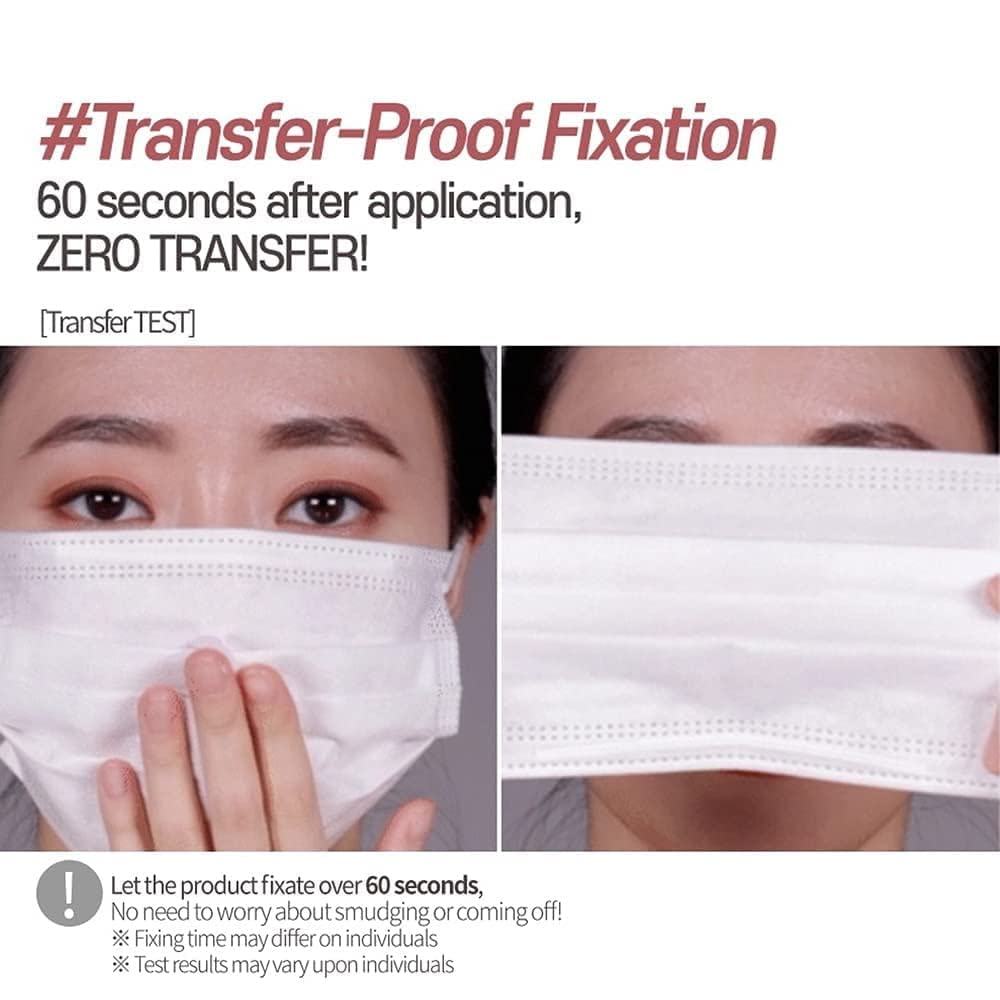 #Transfer-Proof Fixation
60 seconds after application,
ZERO TRANSFER!
[Transfer TEST]
! Let the product fixate over 60 seconds,
No need to worry about smudging or coming off!
※ Fixing time may differ on individuals
※ Test results may vary upon individuals